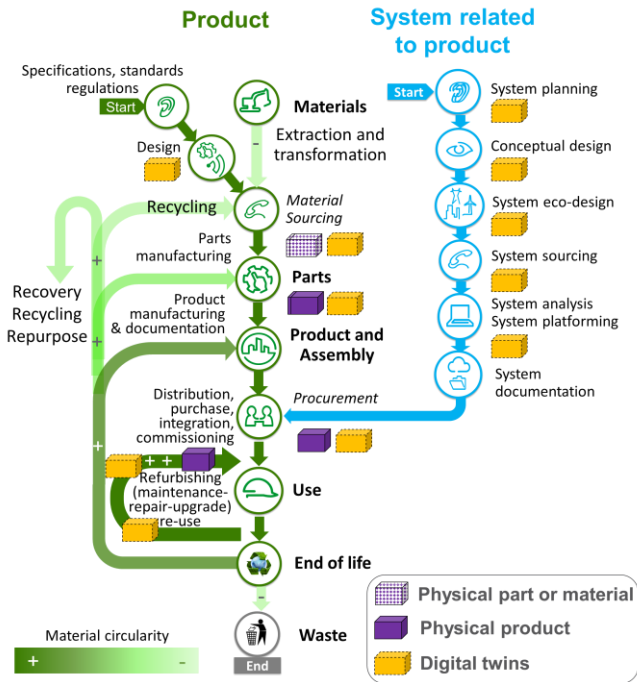 Product
System related
to product
Specifications, standards
regulations
Start
Design
Materials
Extraction and
transformation
-
Recycling
Material
Sourcing
Parts
manufacturing
Parts
+
Recovery
Recycling
Repurpose
+
Product
manufacturing
& documentation
Product and
Assembly
Distribution,
purchase,
integration,
commissioning
Procurement
+
+ +
Refurbishing
(maintenance-
repair-upgrade)
re-use
Use
End of life
-
Waste
End
Material circularity
+ -
Start
System planning
Conceptual design
System eco-design
System sourcing
System analysis
System platforming
System
documentation
Physical part or material
Physical product
Digital twins